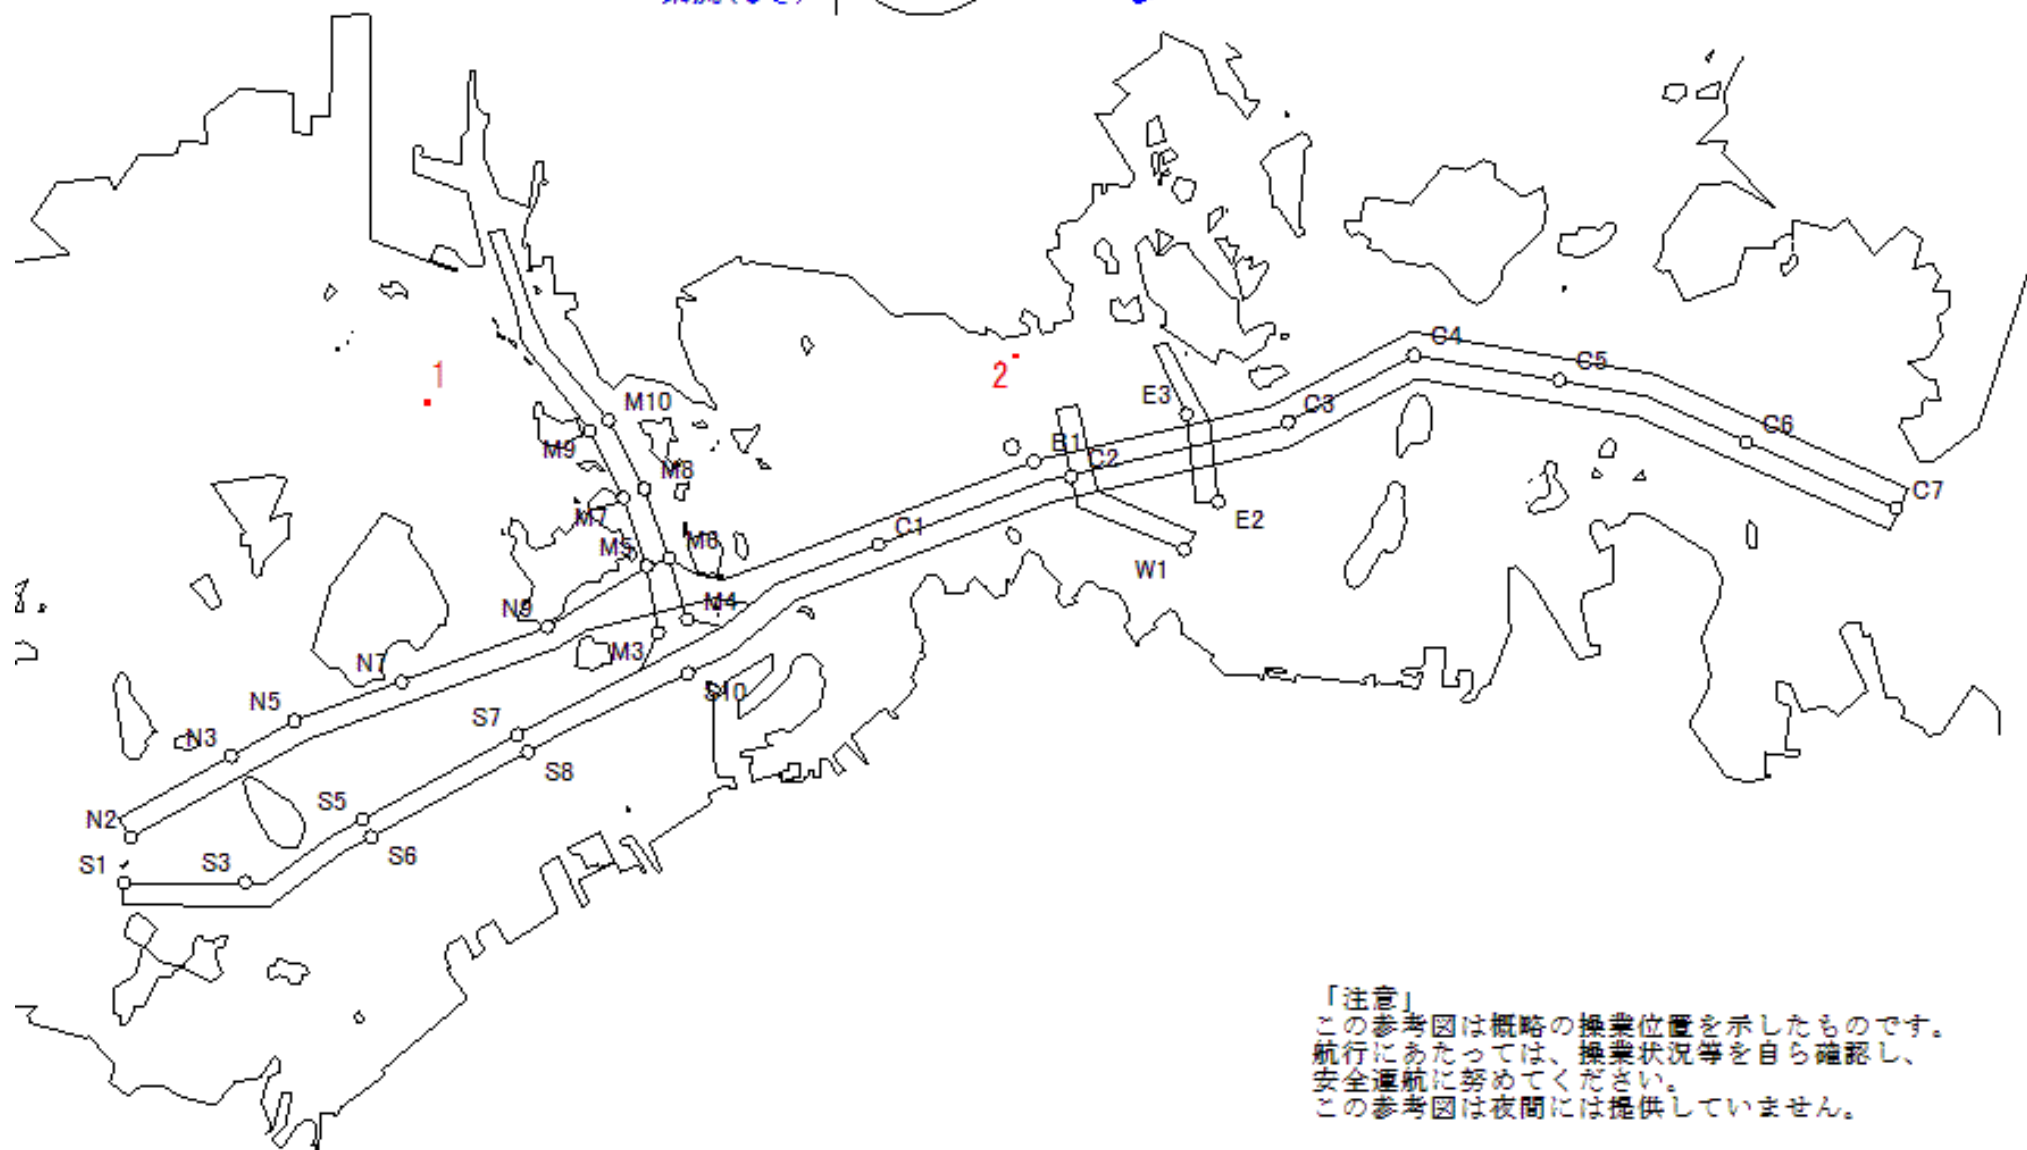 1
2
C4
C5
M10
E3
C3
M9
B1
C6
M8
C2
C7
M7
E2
C1
M5
M6
W1
N9
M4
N7
M3
S10
N5
S7
N3
S8
S5
N2
S6
S1
S3
「注意」
この参考図は概略の操業位置を示したものです。
航行にあたっては、操業状況等を自ら確認し、
安全運航に努めてください。
この参考図は夜間には提供していません。